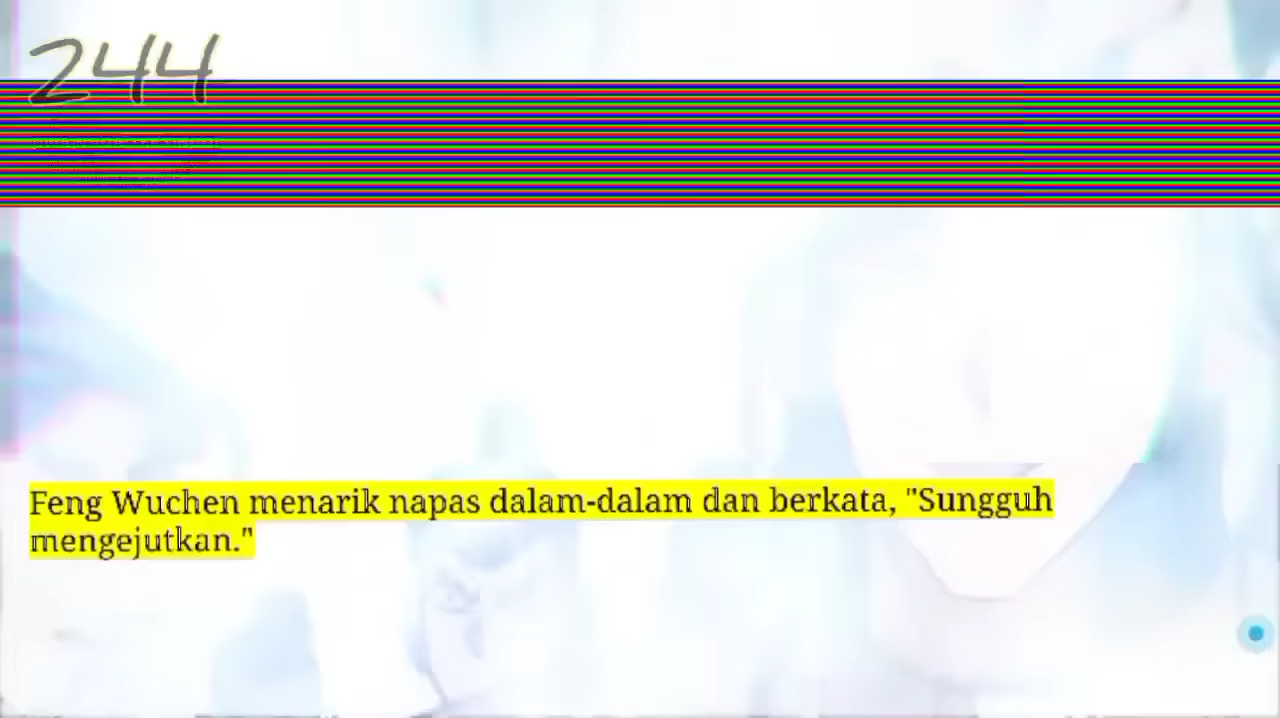 244
Feng Wuchen menarik napas dalam-dalam dan berkata, "Sungguh
mengejutkan."